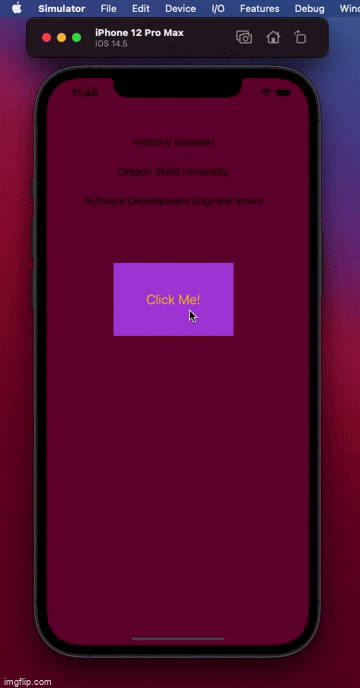 Simulator File Edit Device I/O Features Debug Wind
iPhone 12 Pro Max
iOS 14.5
11:48
Anthony Kowalski
Oregon State University
Software Development Engineer Intern
Click Me!
imgflip.com